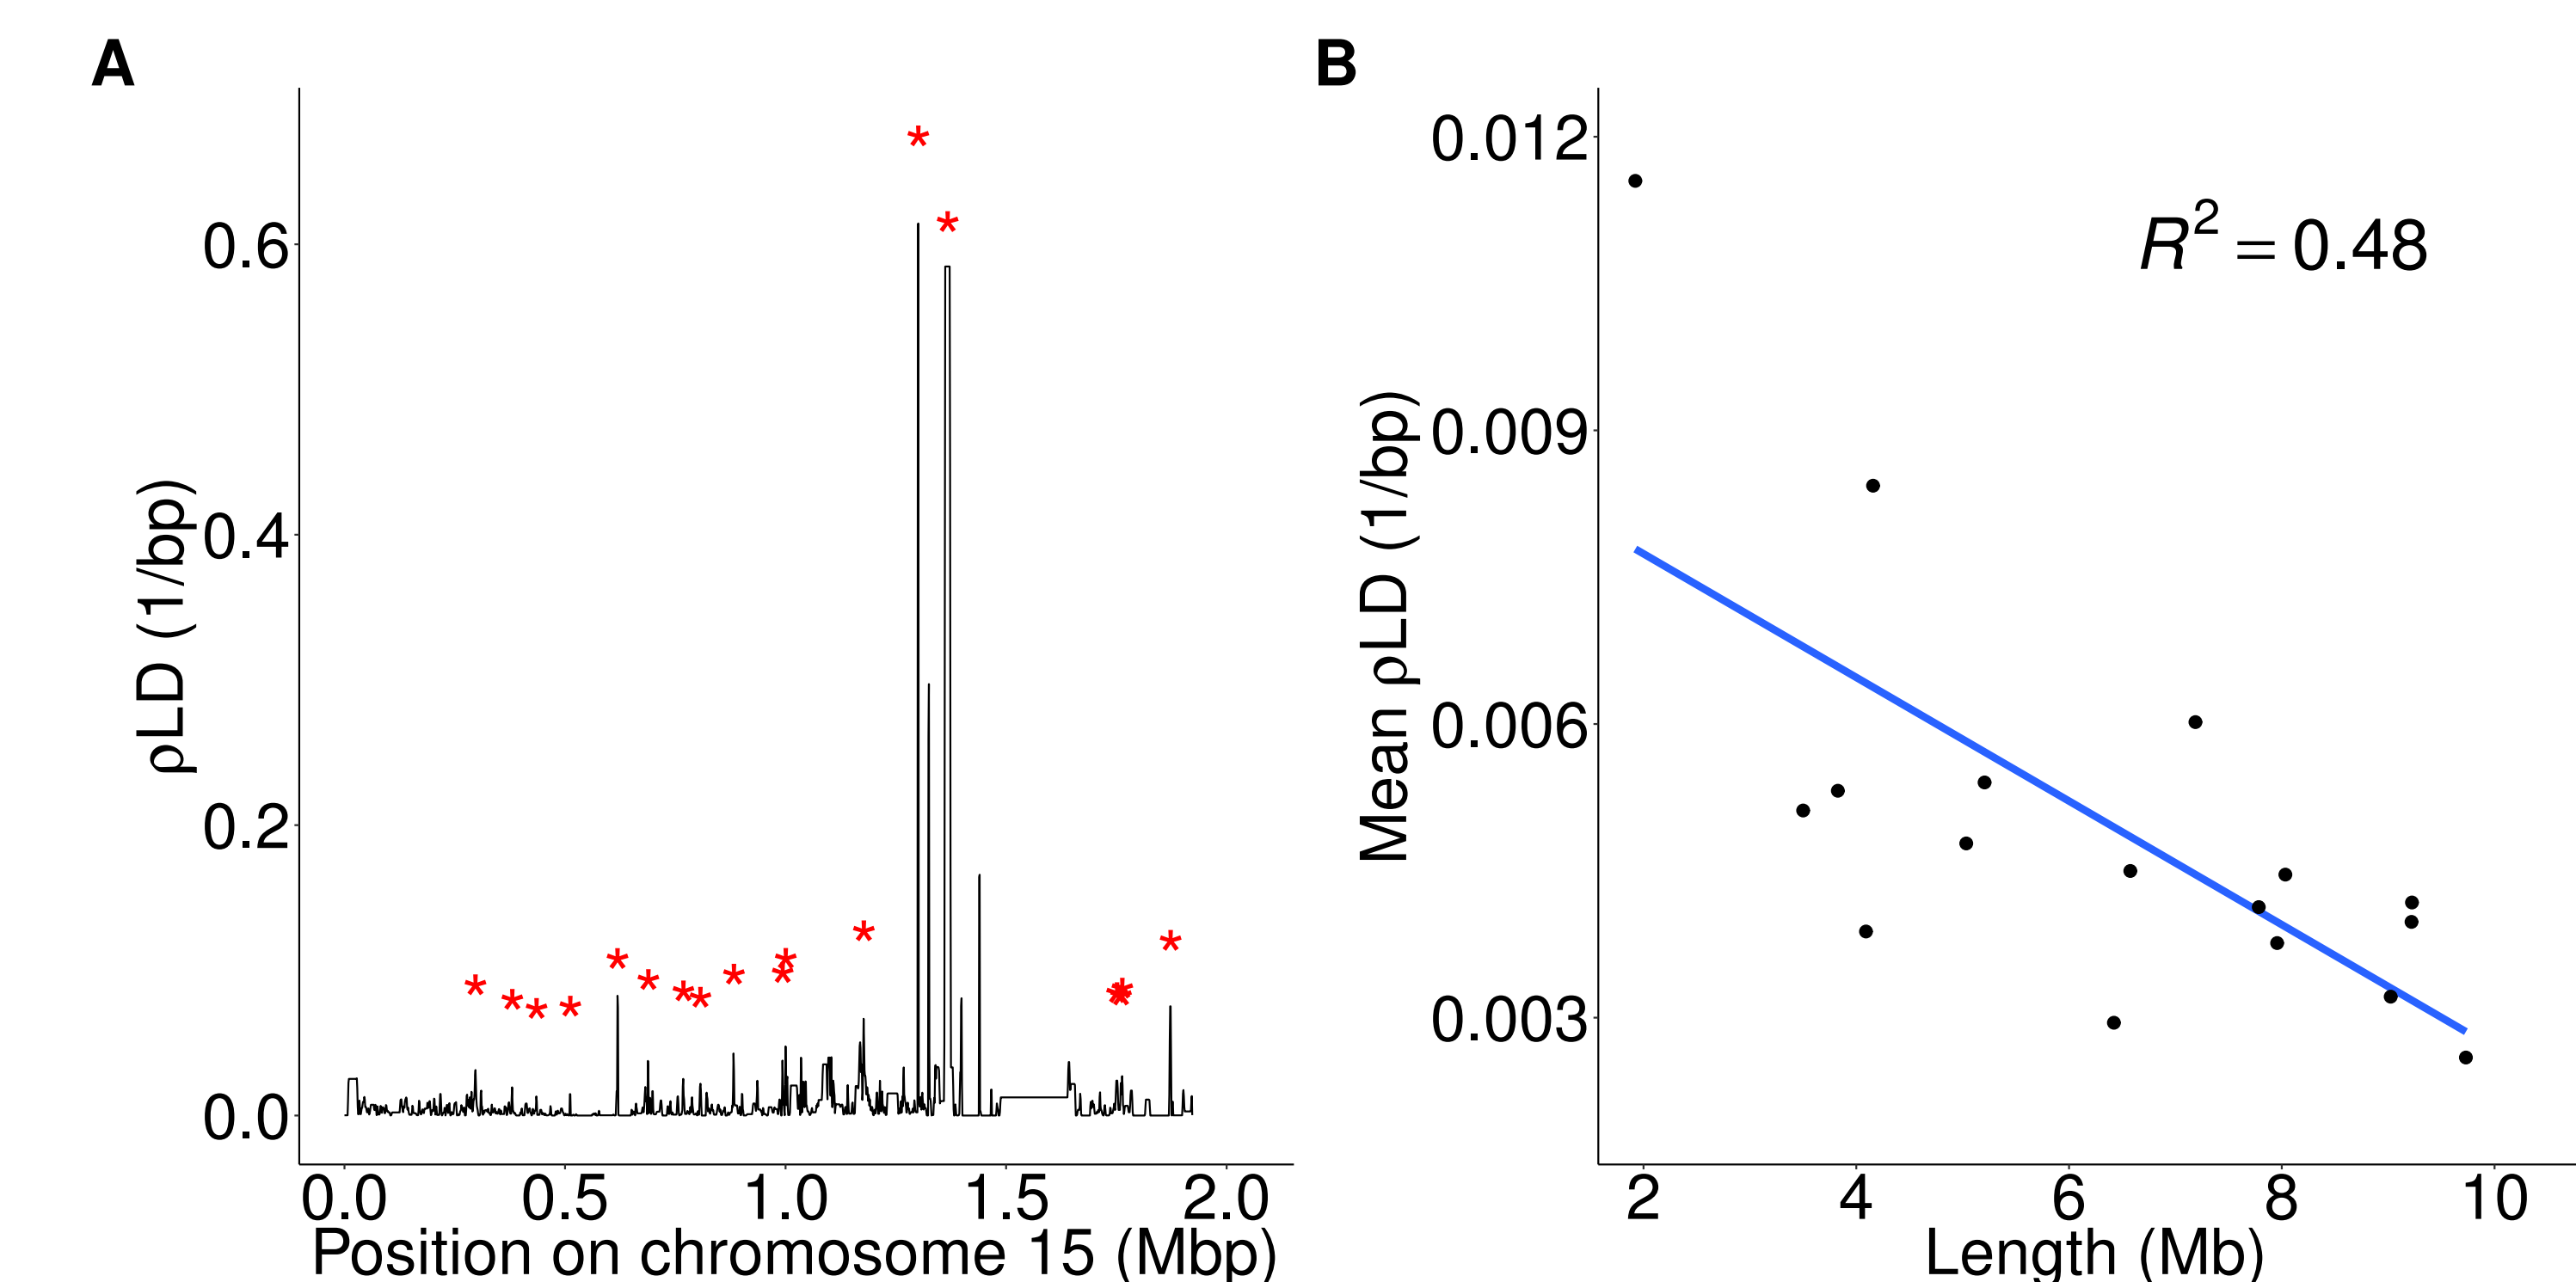 A
ρLD (1/bp)
0.6
0.4
0.2
0.0
0.0 0.5 1.0 1.5 2.0
Position on chromosome 15 (Mbp)
B
Mean ρLD (1/bp)
0.012
0.009
0.006
0.003
R² = 0.48
2 4 6 8 10
Length (Mb)